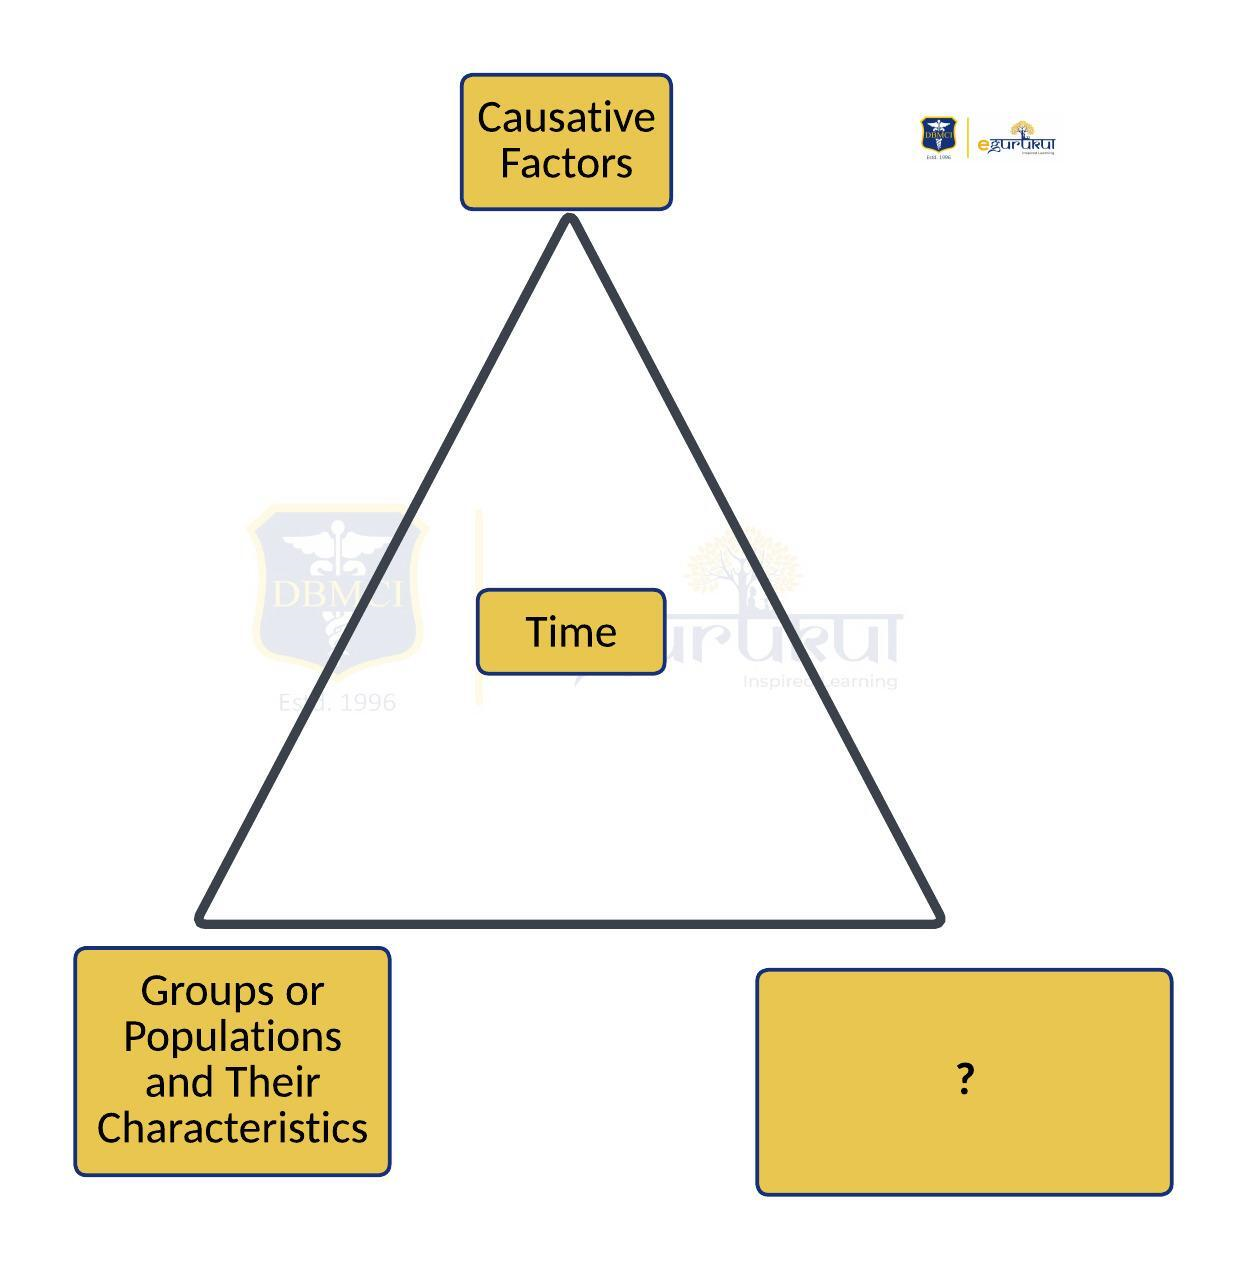 Causative
Factors
DBMCI
Estd. 1996
egurukul
Inspired Learning
DBMCI
Time
gurukul
Inspired Learning
Estd. 1996
Groups or
Populations
and Their
Characteristics
?